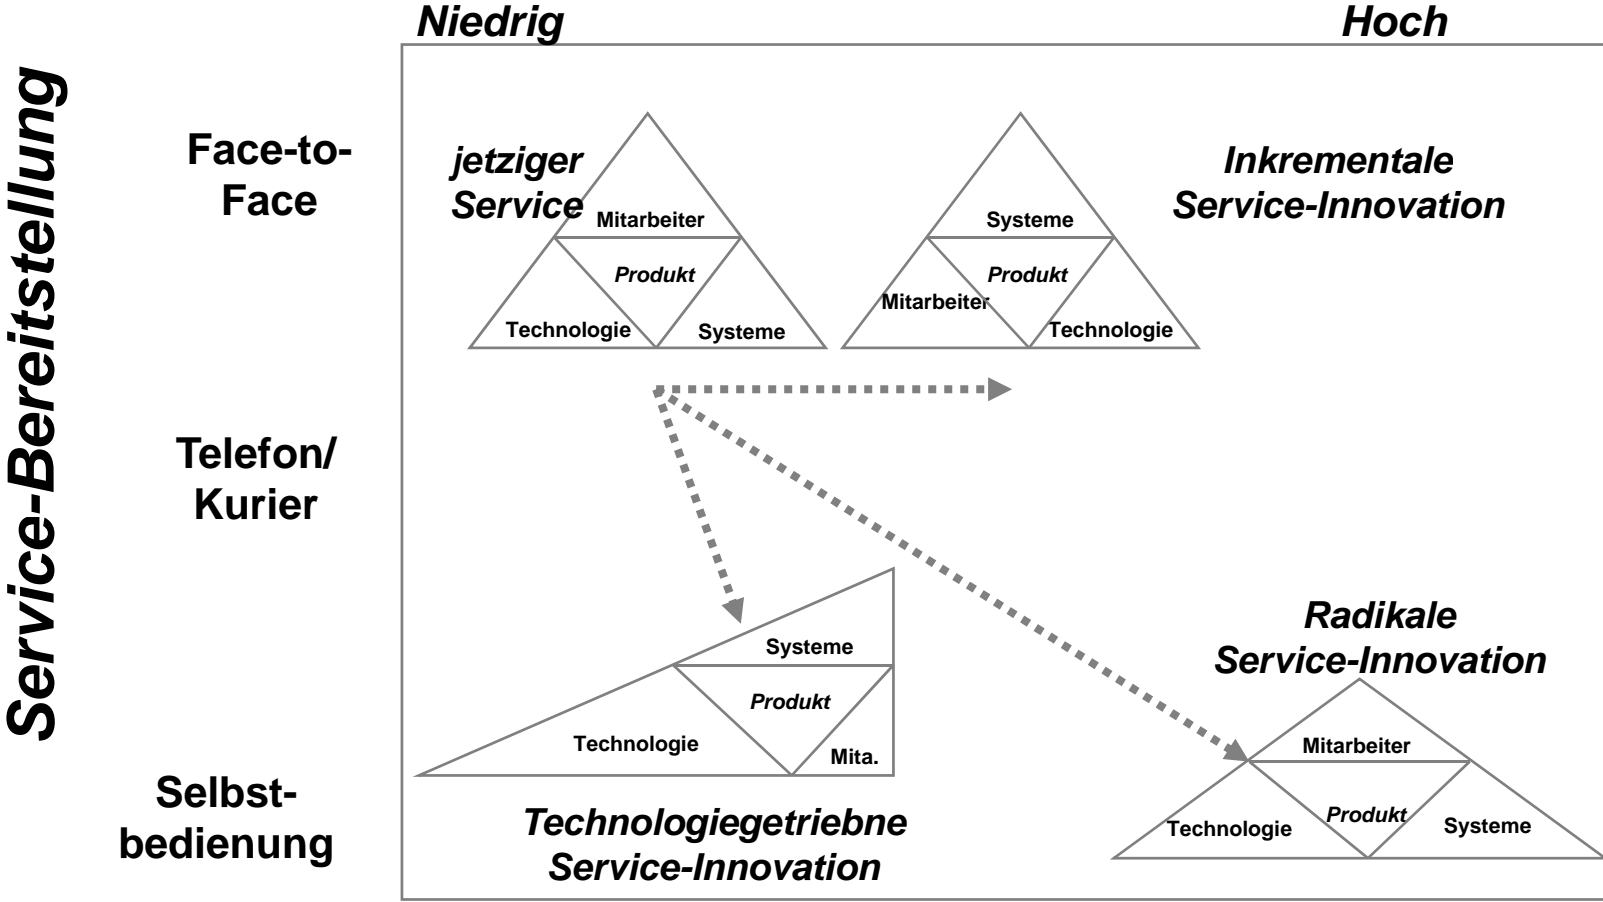 Niedrig
Hoch
Service-Bereitstellung
Face-to-
Face
jetziger
Service
Mitarbeiter
Produkt
Technologie
Systeme
Systeme
Produkt
Mitarbeiter
Technologie
Inkrementale
Service-Innovation
Telefon/
Kurier
Systeme
Produkt
Technologie
Mita.
Radikale
Service-Innovation
Mitarbeiter
Produkt
Technologie
Systeme
Selbst-
bedienung
Technologiegetriebne
Service-Innovation